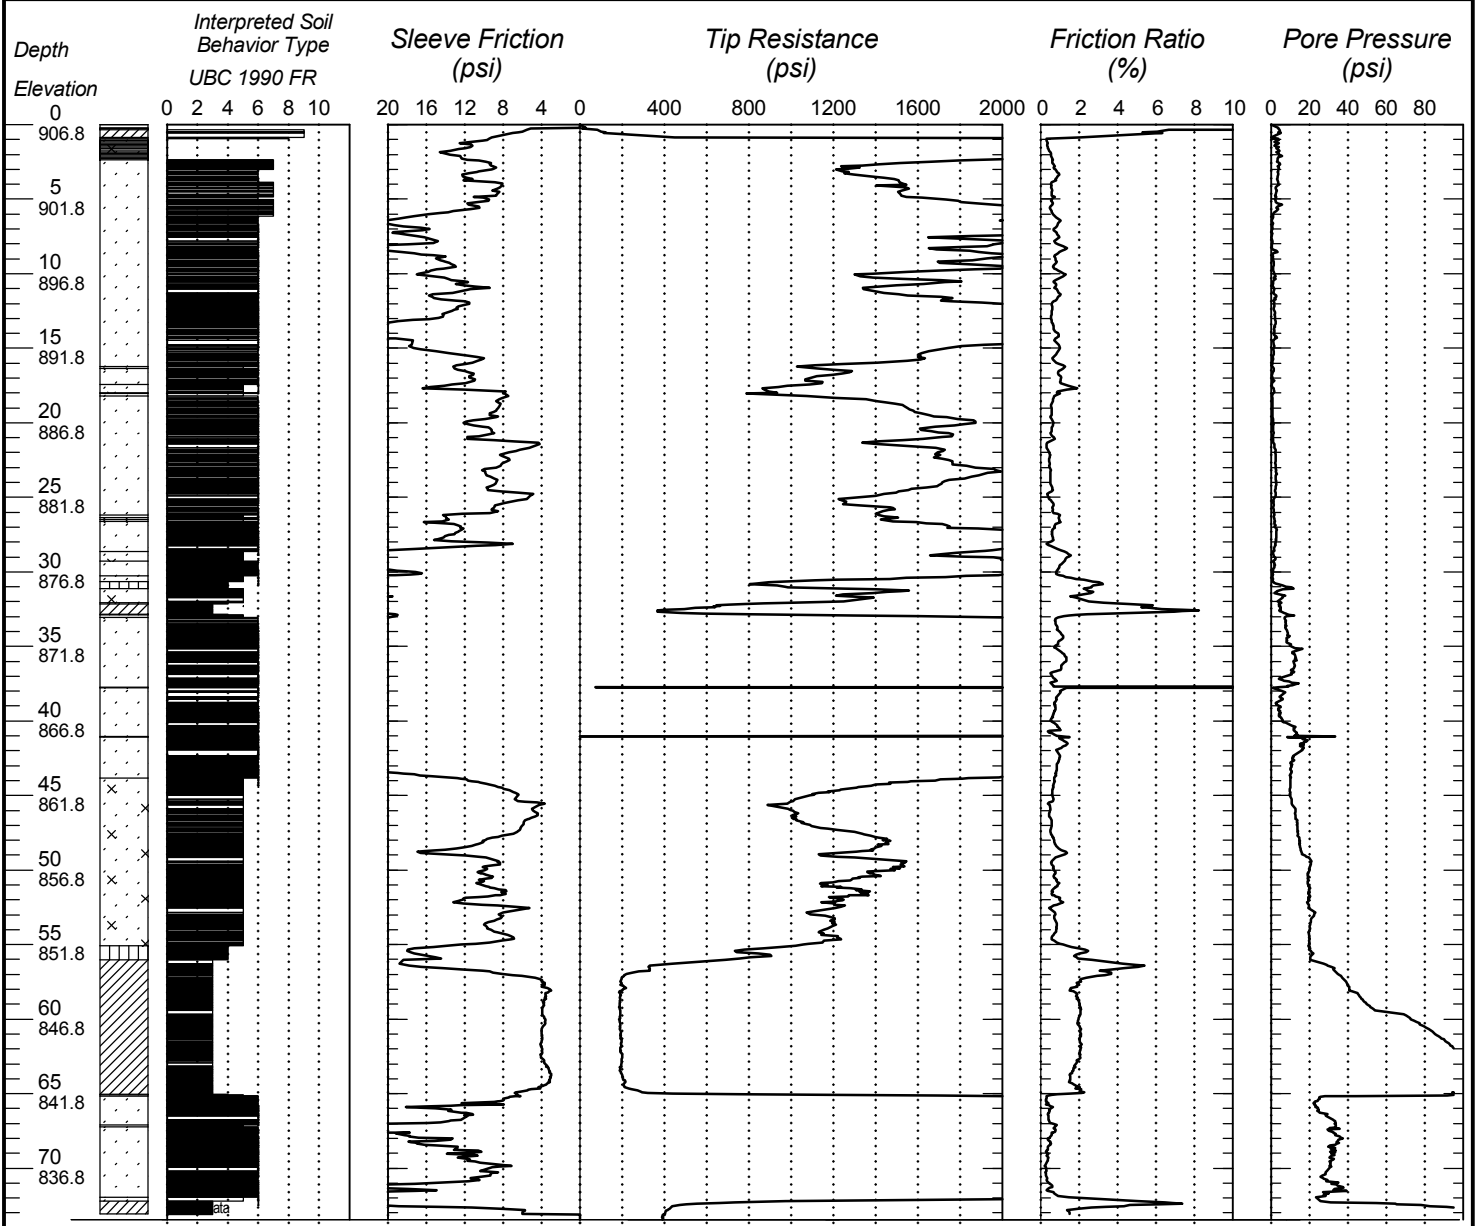 Interpreted Soil
Behavior Type
UBC 1990 FR
Depth
Elevation
Sleeve Friction
(psi)
Tip Resistance
(psi)
Friction Ratio
(%)
Pore Pressure
(psi)
0 2 4 6 8 10
20 16 12 8 4 0
400 800 1200 1600 2000
0 2 4 6 8 10
0 20 40 60 80
0
906.8
5
901.8
10
896.8
15
891.8
20
886.8
25
881.8
30
876.8
35
871.8
40
866.8
45
861.8
50
856.8
55
851.8
60
846.8
65
841.8
70
836.8
ata